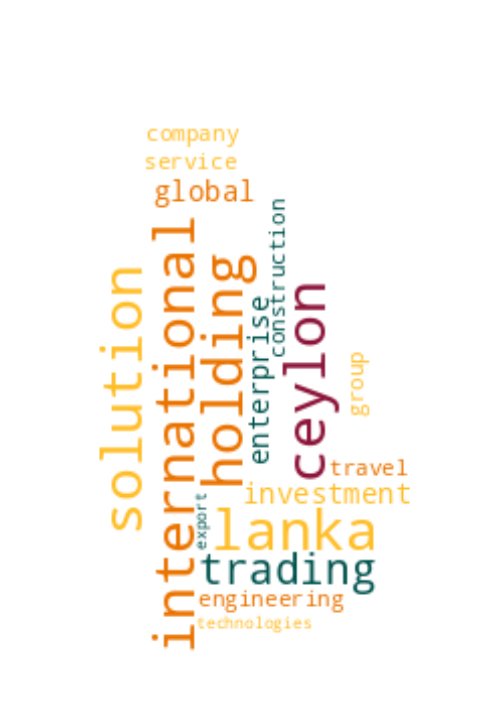 company
service
global
construction
international
holding
solution
ceylon
enterprise
group
travel
investment
export
lanka
trading
engineering
technologies